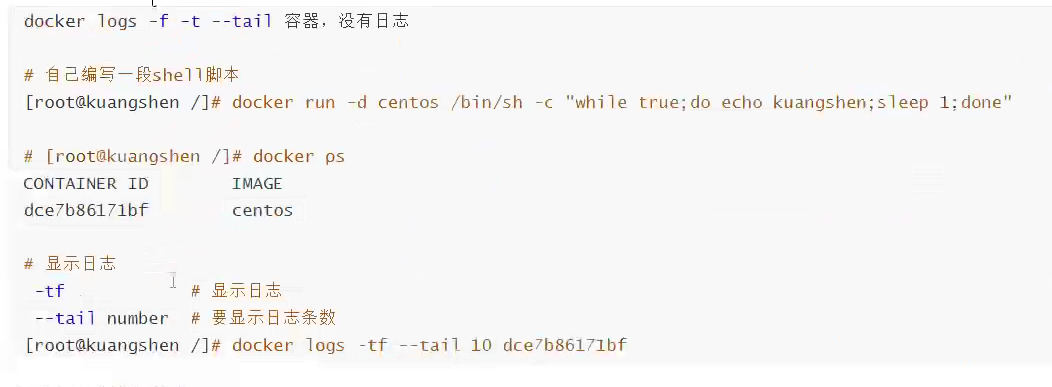 docker logs -f -t --tail 容器，没有日志
# 自己编写一段shell脚本
[root@kuangshen /]# docker run -d centos /bin/sh -c "while true;do echo kuangshen;sleep 1;done"
# [root@kuangshen /]# docker ps
CONTAINER ID        IMAGE
dce7b86171bf        centos
# 显示日志
-tf            # 显示日志
--tail number  # 要显示日志条数
[root@kuangshen /]# docker logs -tf --tail 10 dce7b86171bf